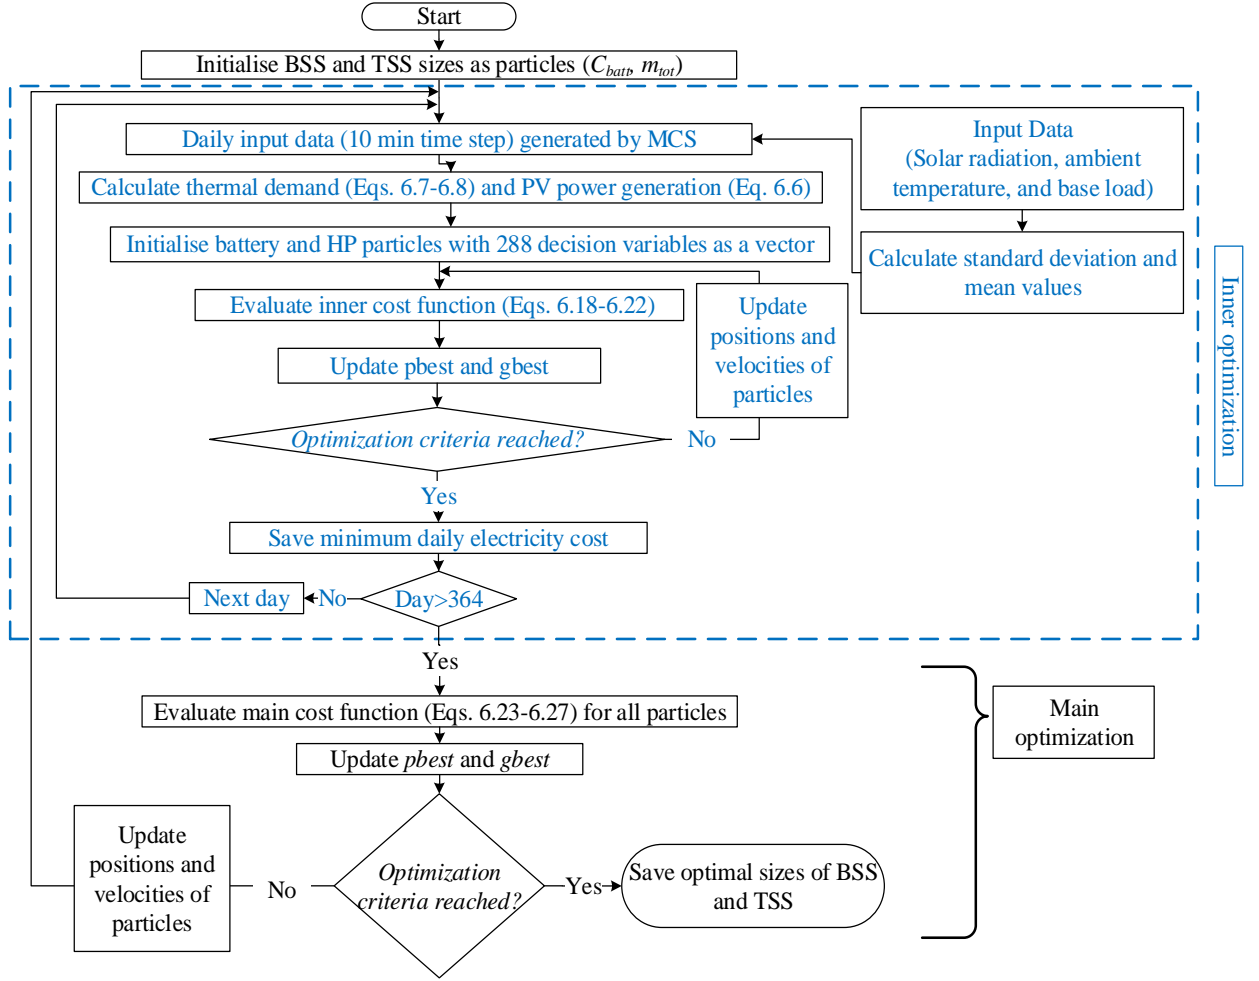 Start
Initialise BSS and TSS sizes as particles (C_batt, m_tot)
Daily input data (10 min time step) generated by MCS
Input Data
(Solar radiation, ambient
temperature, and base load)
Calculate thermal demand (Eqs. 6.7-6.8) and PV power generation (Eq. 6.6)
Initialise battery and HP particles with 288 decision variables as a vector
Calculate standard deviation and
mean values
Evaluate inner cost function (Eqs. 6.18-6.22)
Update
positions and
velocities of
particles
Update pbest and gbest
Optimization criteria reached?
No
Yes
Save minimum daily electricity cost
Day>364
No
Next day
Inner optimization
Yes
Evaluate main cost function (Eqs. 6.23-6.27) for all particles
Update pbest and gbest
Main
optimization
Optimization
criteria reached?
No
Update
positions and
velocities of
particles
Yes
Save optimal sizes of BSS
and TSS